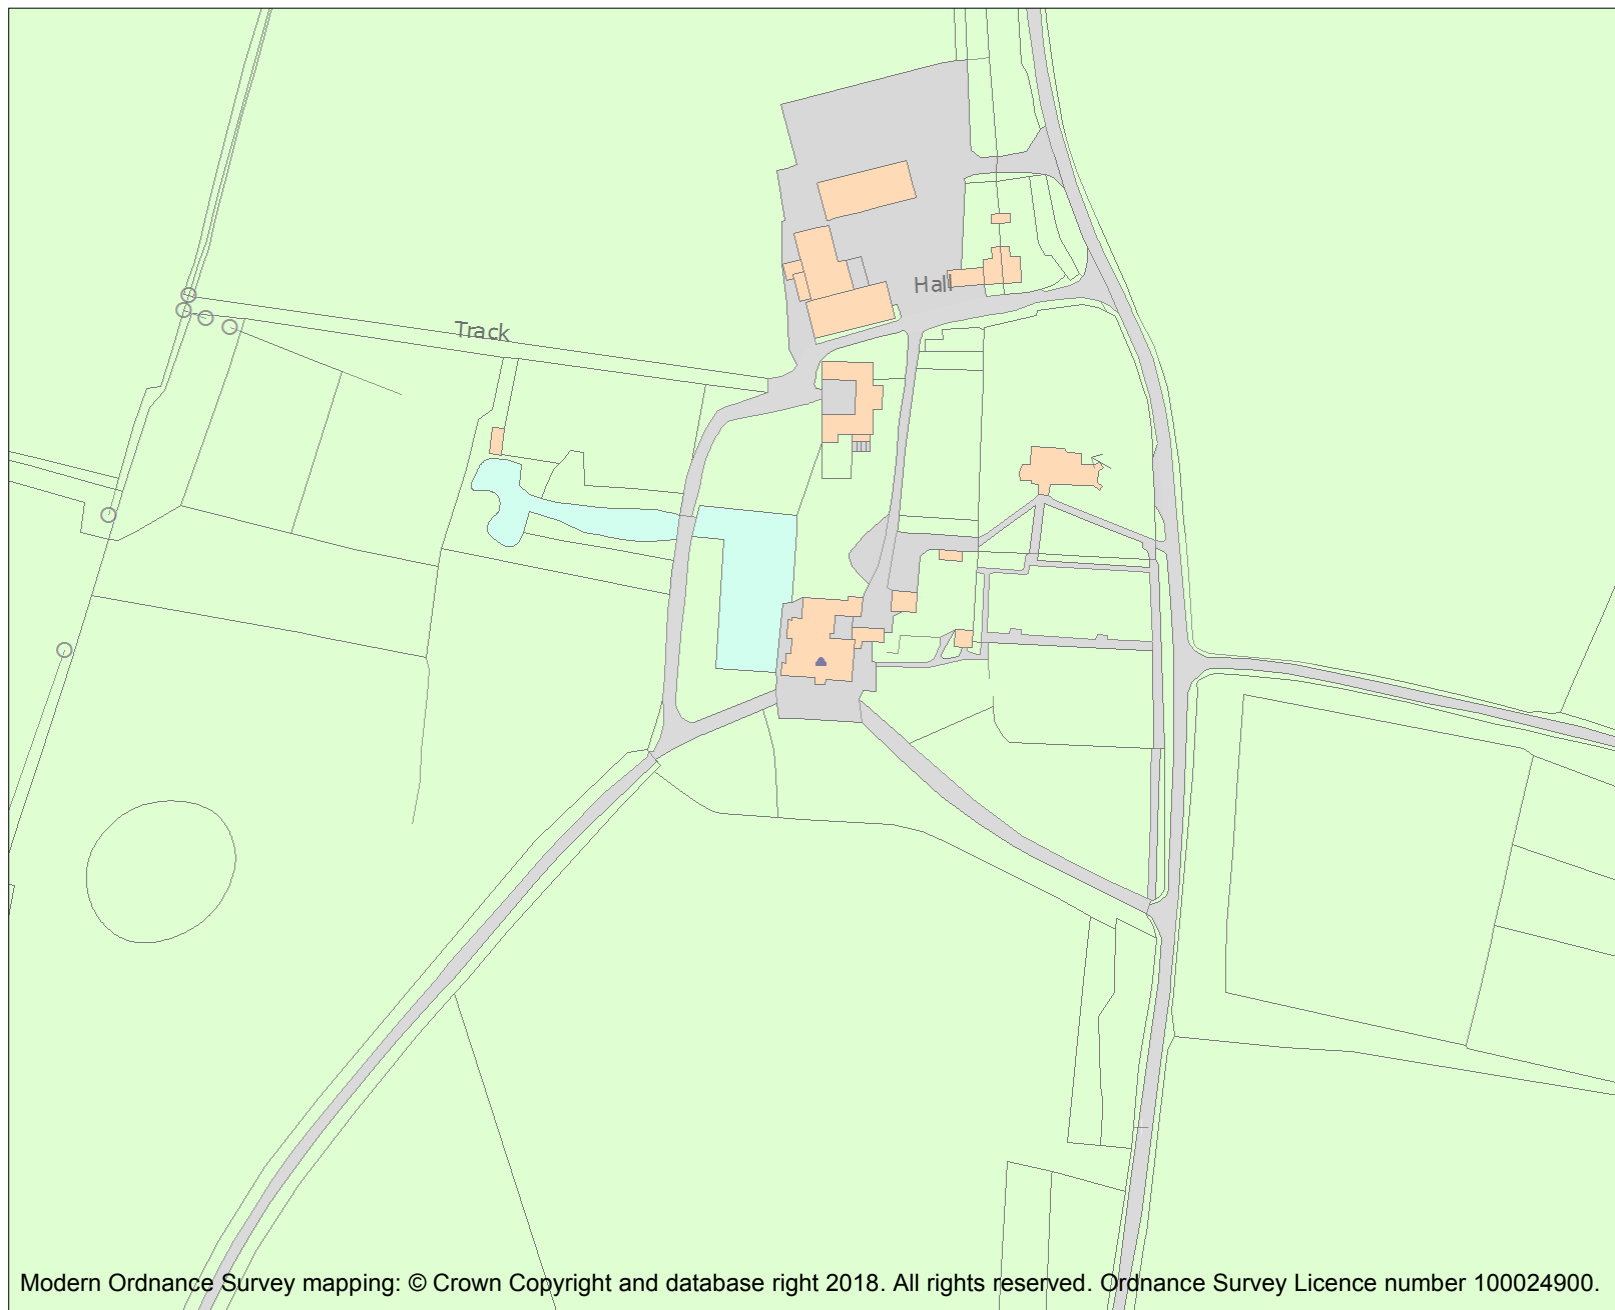 Hall
Track
Modern Ordnance Survey mapping: © Crown Copyright and database right 2018. All rights reserved. Ordnance Survey Licence number 100024900.